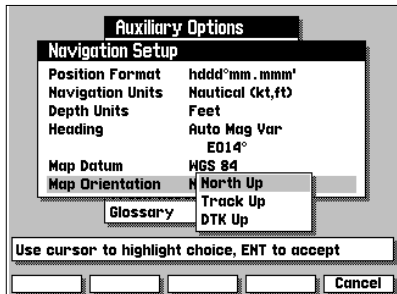 Auxiliary Options
Navigation Setup
Position Format hddd°mm.mmm'
Navigation Units Nautical (kt,ft)
Depth Units Feet
Heading Auto Mag Var
E014°
Map Datum WGS 84
Map Orientation N
North Up
Track Up
DTK Up
Glossary
Use cursor to highlight choice, ENT to accept
Cancel